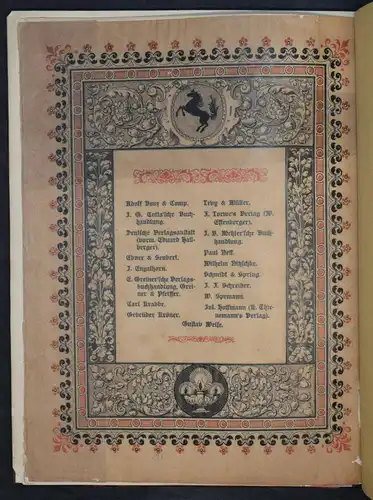 Adolf Bonz & Comp.
J. G. Cotta'sche Buch-
handlung.
Deutsche Verlagsanstalt
(vorm. Eduard Hall-
berger).
Ebner & Seubert.
J. Engelhorn.
C. Greiner'sche Verlags-
buchhandlung, Grei-
ner & Pfeiffer.
Carl Krabbe.
Gebrüder Kröner.
Levy & Müller.
F. Loewe's Verlag (W.
Effenberger).
J. B. Metzler'sche Buch-
handlung.
Paul Neff.
Wilhelm Nitzschke.
Schmidt & Spring.
J. F. Schreiber.
W. Spemann.
Jul. Hoffmann (K. Thie-
nemann's Verlag).
Gustav Weise.